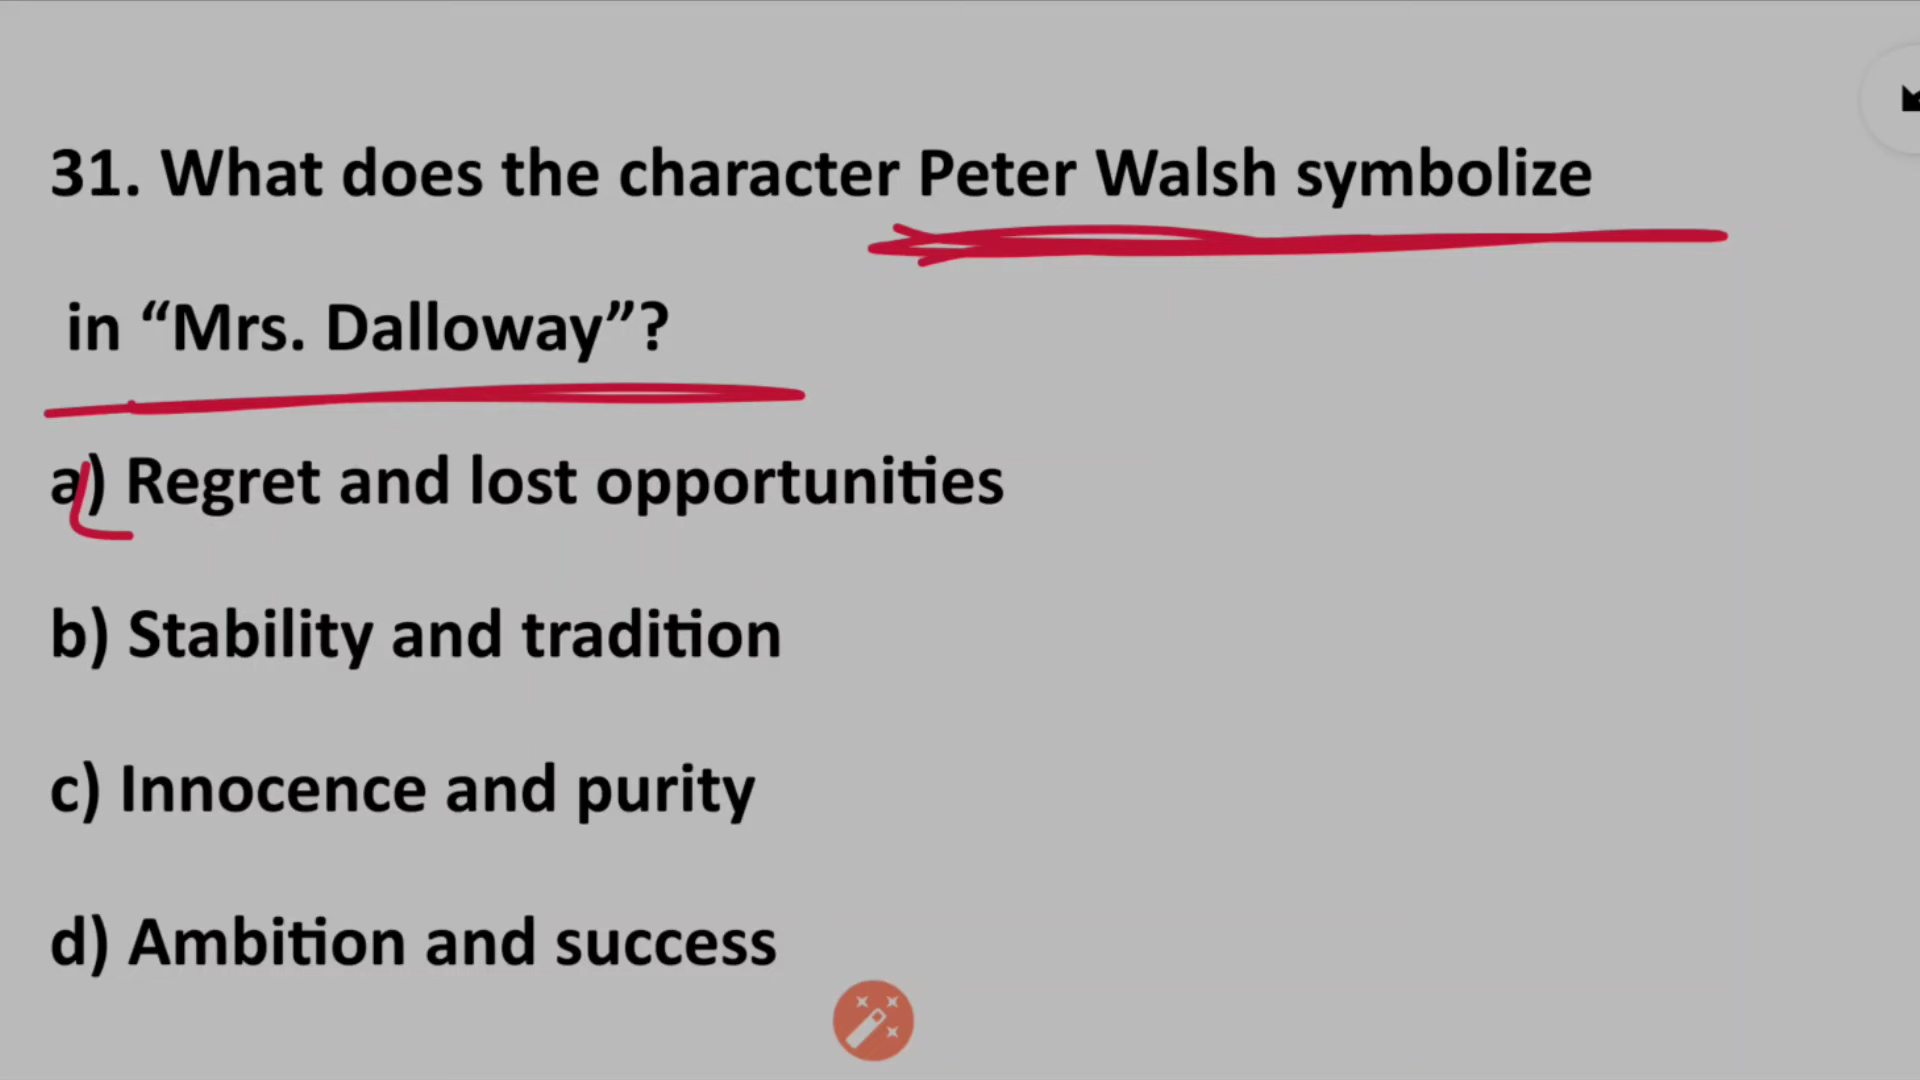 31. What does the character Peter Walsh symbolize
in “Mrs. Dalloway”?
a) Regret and lost opportunities
b) Stability and tradition
c) Innocence and purity
d) Ambition and success